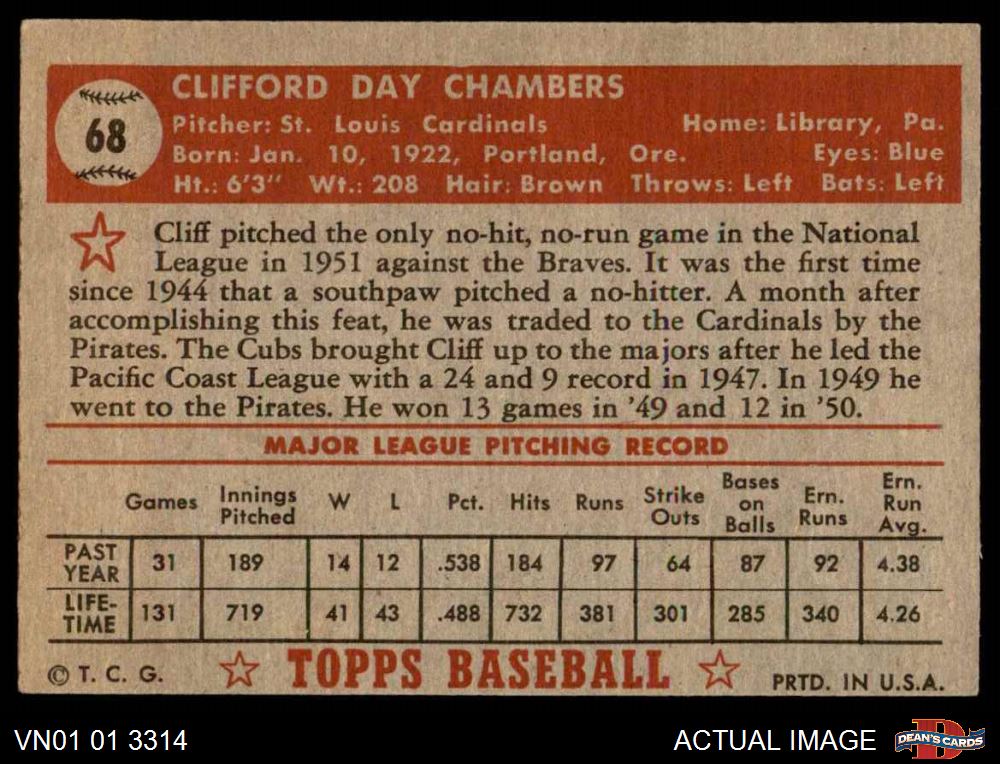 68
CLIFFORD DAY CHAMBERS
Pitcher: St. Louis Cardinals Home: Library, Pa.
Born: Jan. 10, 1922, Portland, Ore. Eyes: Blue
Ht.: 6'3" Wt.: 208 Hair: Brown Throws: Left Bats: Left
Cliff pitched the only no-hit, no-run game in the National
League in 1951 against the Braves. It was the first time
since 1944 that a southpaw pitched a no-hitter. A month after
accomplishing this feat, he was traded to the Cardinals by the
Pirates. The Cubs brought Cliff up to the majors after he led the
Pacific Coast League with a 24 and 9 record in 1947. In 1949 he
went to the Pirates. He won 13 games in '49 and 12 in '50.
MAJOR LEAGUE PITCHING RECORD
Games Innings Pitched W L Pct. Hits Runs Strike Outs Bases on Balls Ern. Runs Ern. Run Avg.
PAST YEAR 31 189 14 12 .538 184 97 64 87 92 4.38
LIFE-TIME 131 719 41 43 .488 732 381 301 285 340 4.26
© T. C. G. TOPPS BASEBALL PRTD. IN U.S.A.
VN01 01 3314 ACTUAL IMAGE DEAN'S CARDS